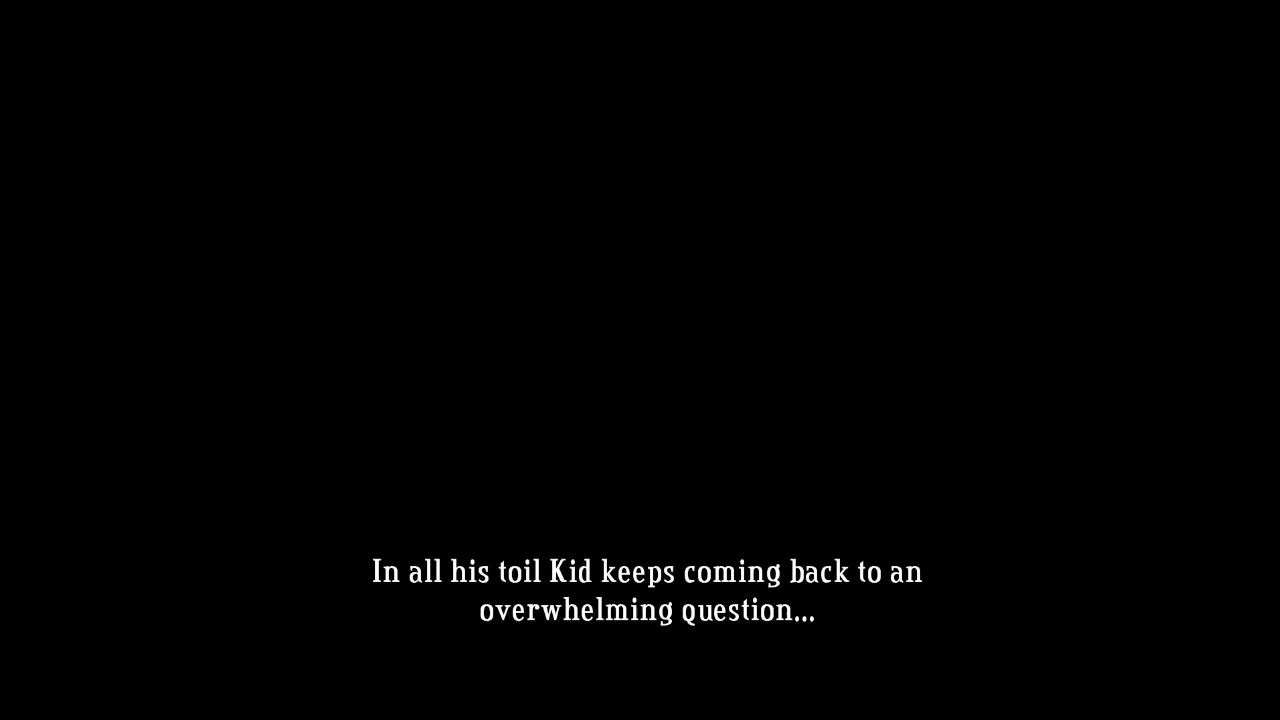 In all his toil Kid keeps coming back to an
overwhelming question...